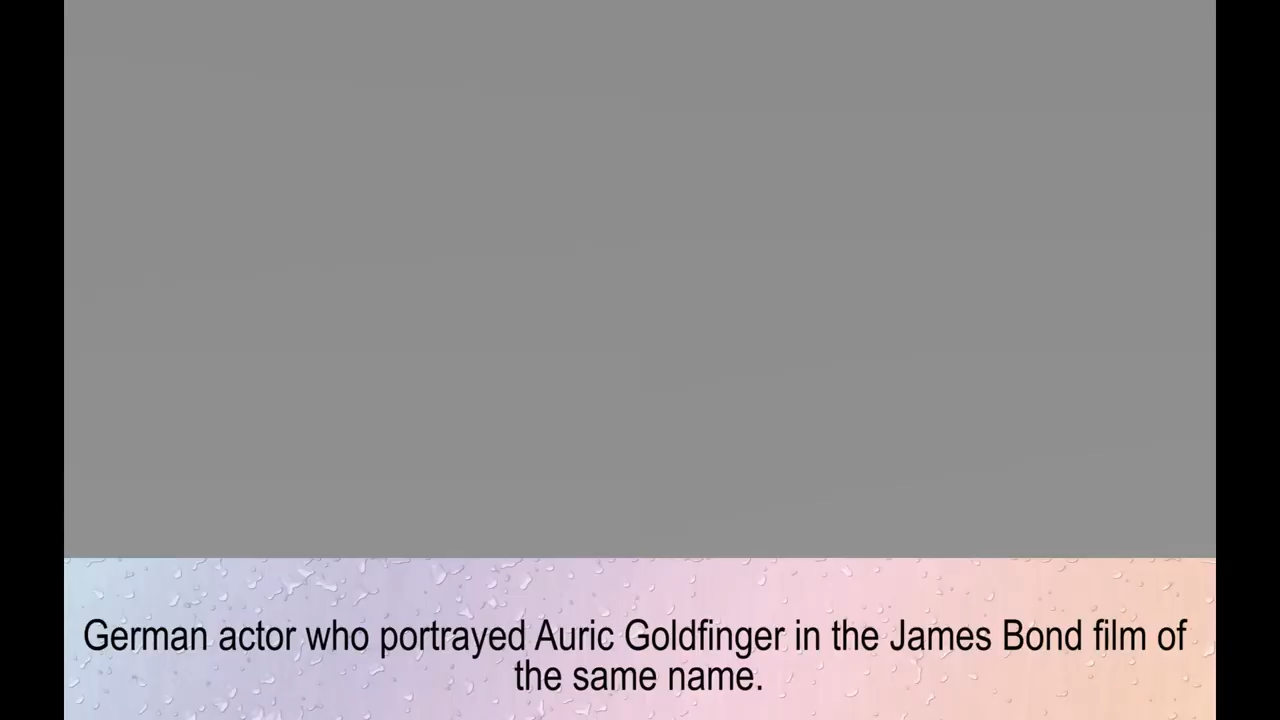 German actor who portrayed Auric Goldfinger in the James Bond film of
the same name.